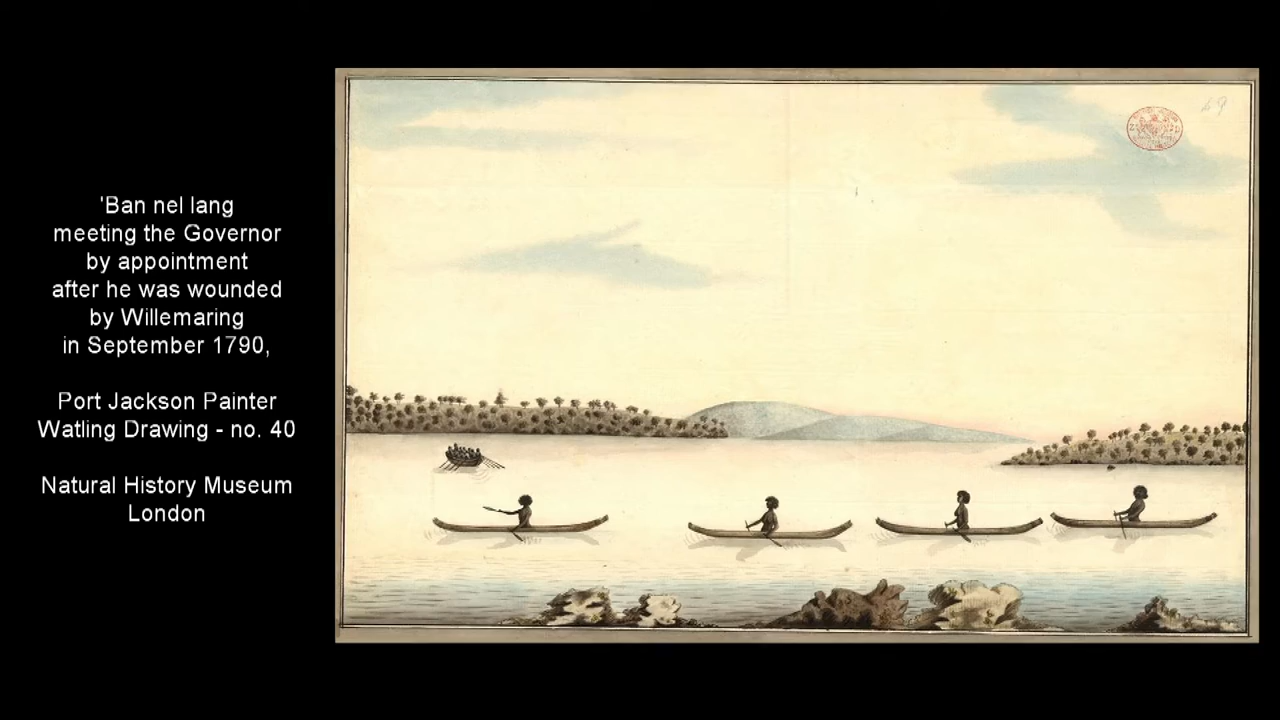 'Ban nel lang
meeting the Governor
by appointment
after he was wounded
by Willemaring
in September 1790,
Port Jackson Painter
Watling Drawing - no. 40
Natural History Museum
London